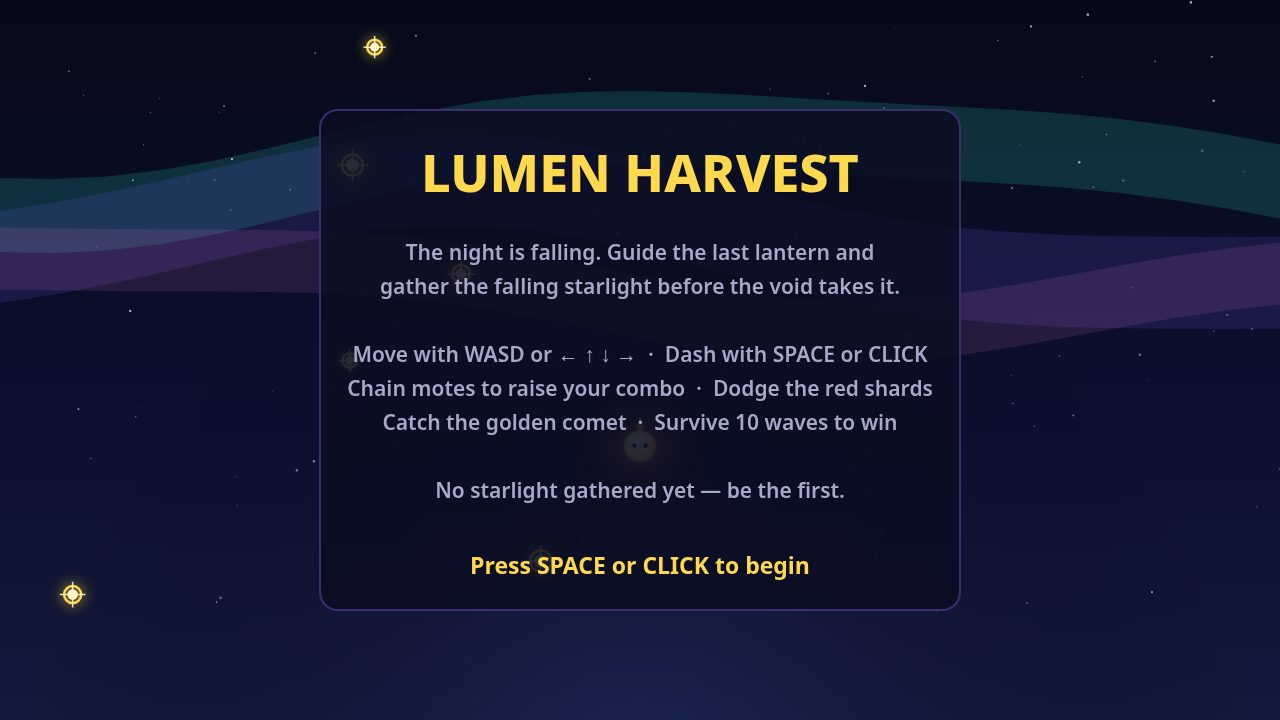 LUMEN HARVEST
The night is falling. Guide the last lantern and
gather the falling starlight before the void takes it.
Move with WASD or ← ↑ ↓ → · Dash with SPACE or CLICK
Chain motes to raise your combo · Dodge the red shards
Catch the golden comet · Survive 10 waves to win
No starlight gathered yet — be the first.
Press SPACE or CLICK to begin